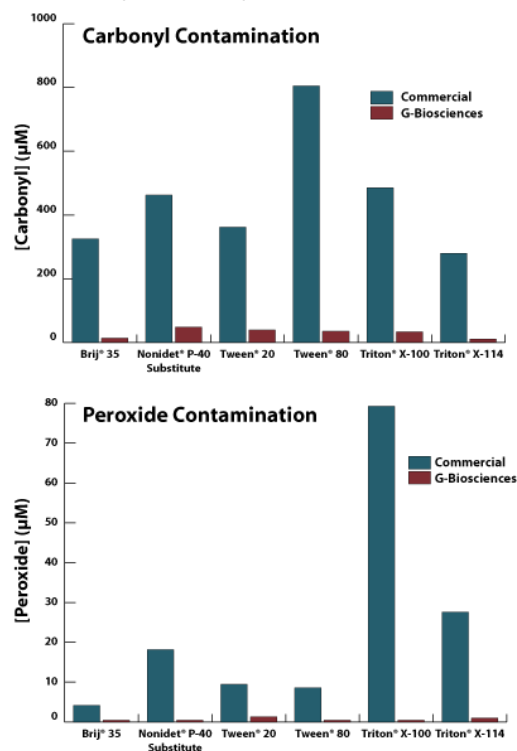 Carbonyl Contamination
1000
800
600
400
200
0
[Carbonyl] (µM)
Commercial
G-Biosciences
Brij® 35
Nonidet® P-40
Substitute
Tween® 20
Tween® 80
Triton® X-100
Triton® X-114
Peroxide Contamination
80
70
60
50
40
30
20
10
0
[Peroxide] (µM)
Commercial
G-Biosciences
Brij® 35
Nonidet® P-40
Substitute
Tween® 20
Tween® 80
Triton® X-100
Triton® X-114